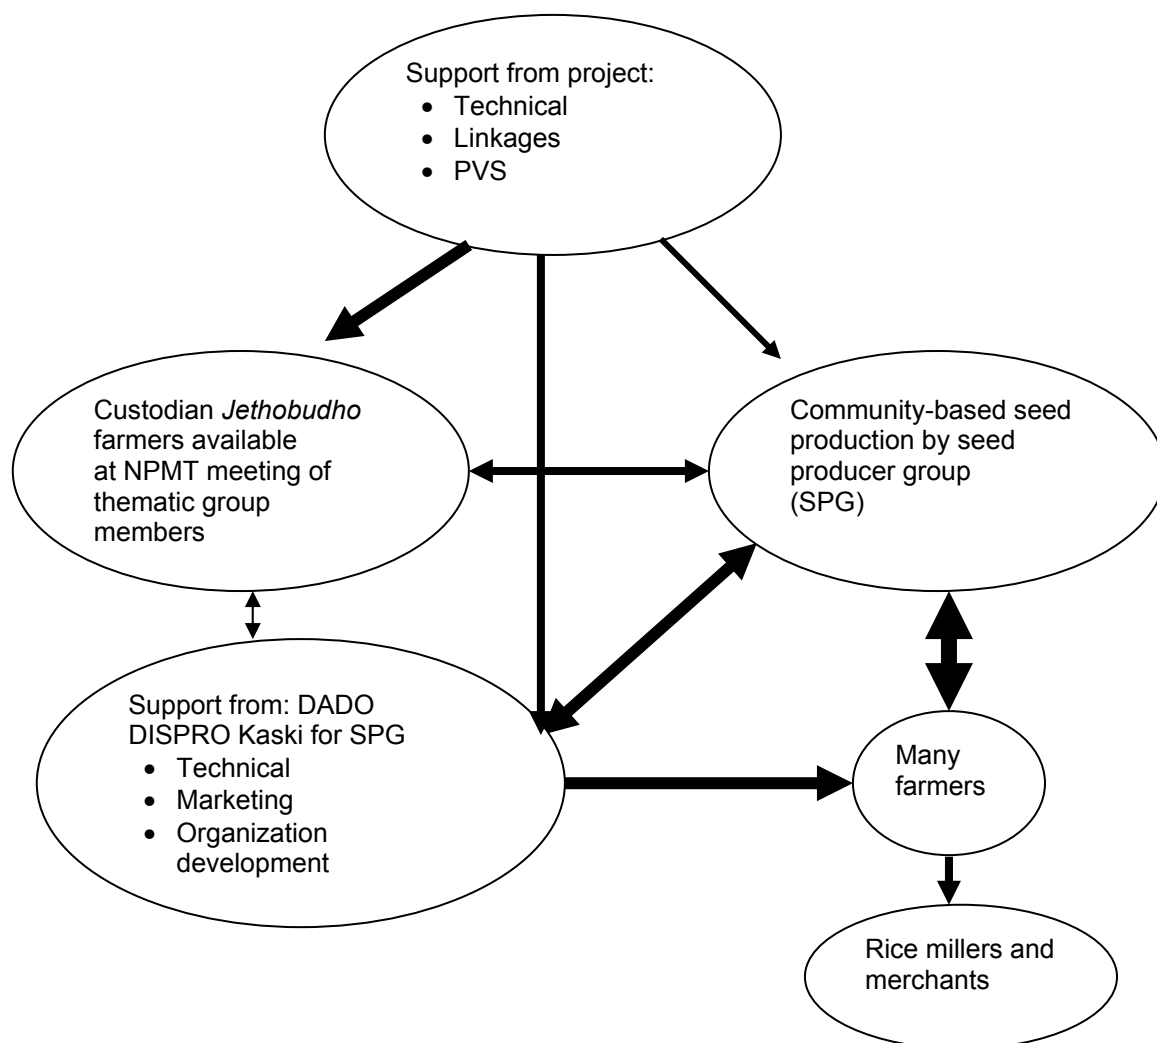 Support from project:
• Technical
• Linkages
• PVS
Custodian Jethobudho
farmers available
at NPMT meeting of
thematic group
members
Community-based seed
production by seed
producer group
(SPG)
Support from: DADO
DISPRO Kaski for SPG
• Technical
• Marketing
• Organization
development
Many
farmers
Rice millers and
merchants